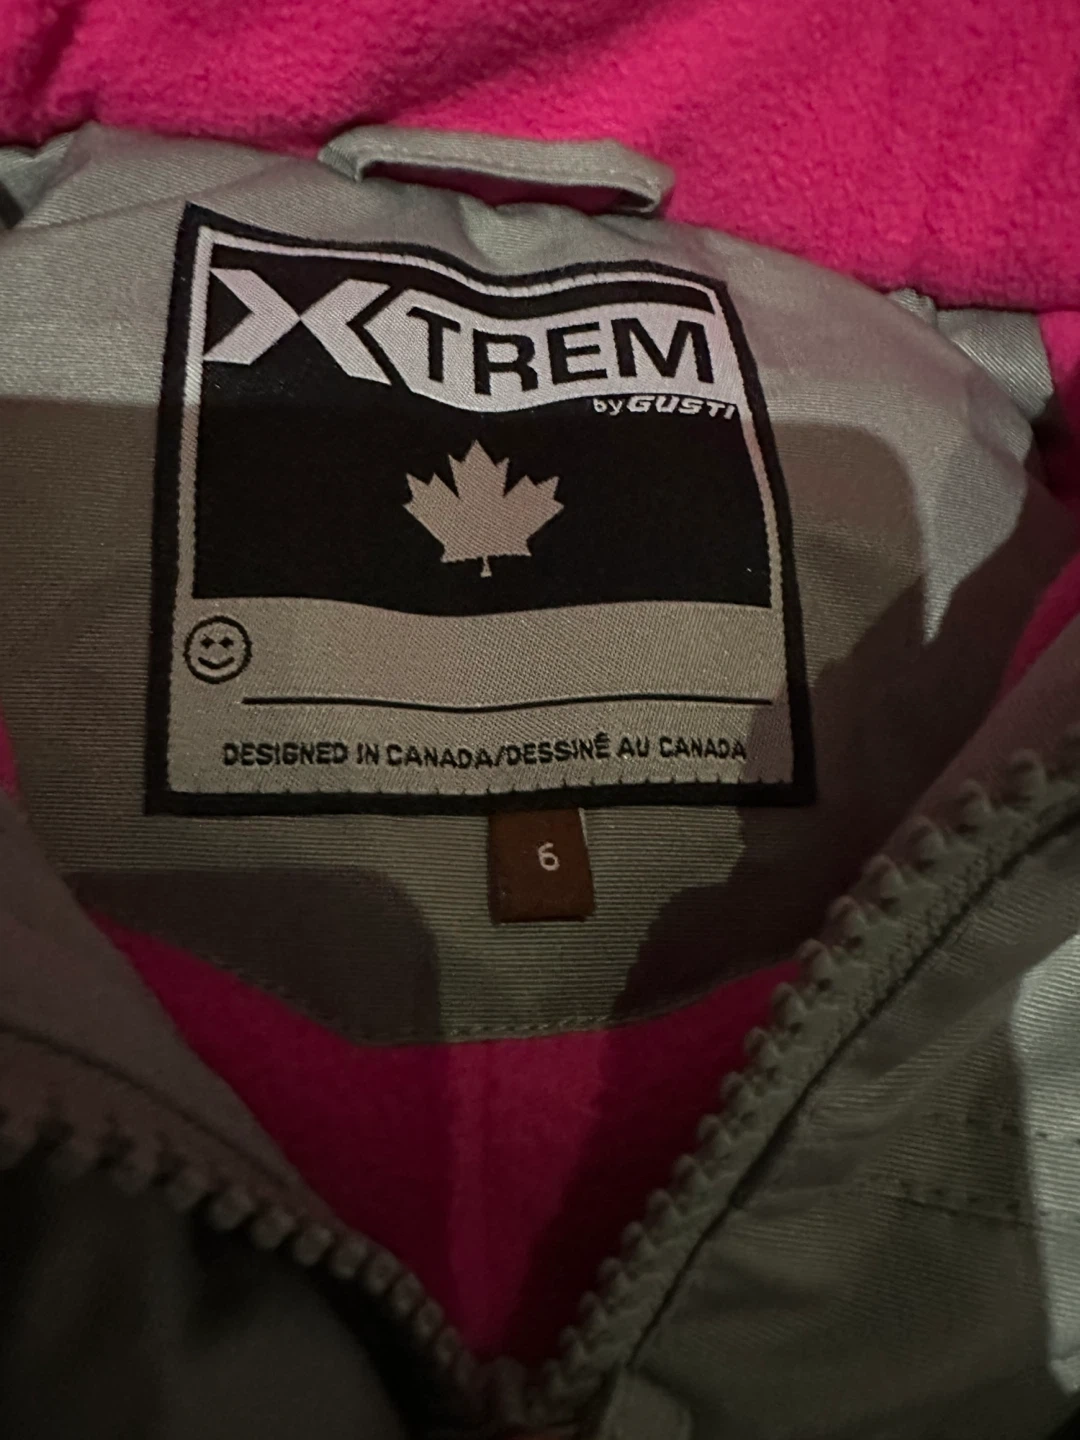 XTREM
by GUSTI
DESIGNED IN CANADA/DESSINÉ AU CANADA
6